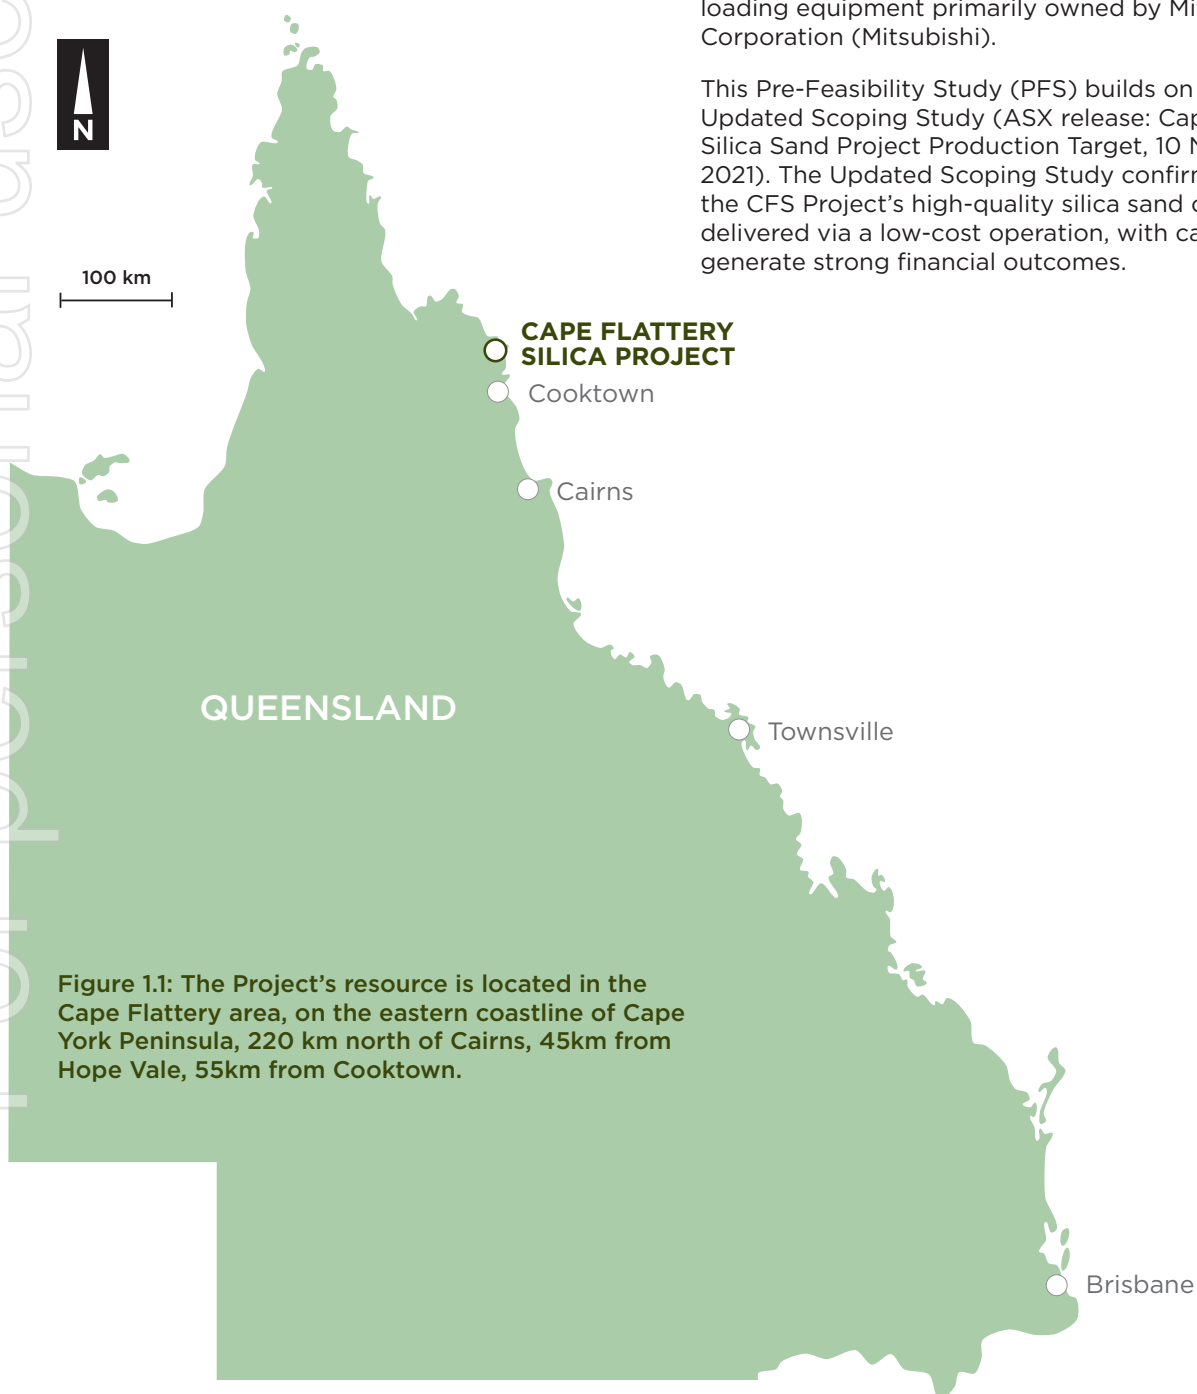 loading equipment primarily owned by
Corporation (Mitsubishi).
This Pre-Feasibility Study (PFS) builds on
Updated Scoping Study (ASX release:
Silica Sand Project Production Target, 10
2021). The Updated Scoping Study
the CFS Project's high-quality silica sand
delivered via a low-cost operation, with
generate strong financial outcomes.
N
100 km
CAPE FLATTERY
SILICA PROJECT
Cooktown
Cairns
QUEENSLAND
Townsville
Figure 1.1: The Project's resource is located in the
Cape Flattery area, on the eastern coastline of Cape
York Peninsula, 220 km north of Cairns, 45km from
Hope Vale, 55km from Cooktown.
Brisbane